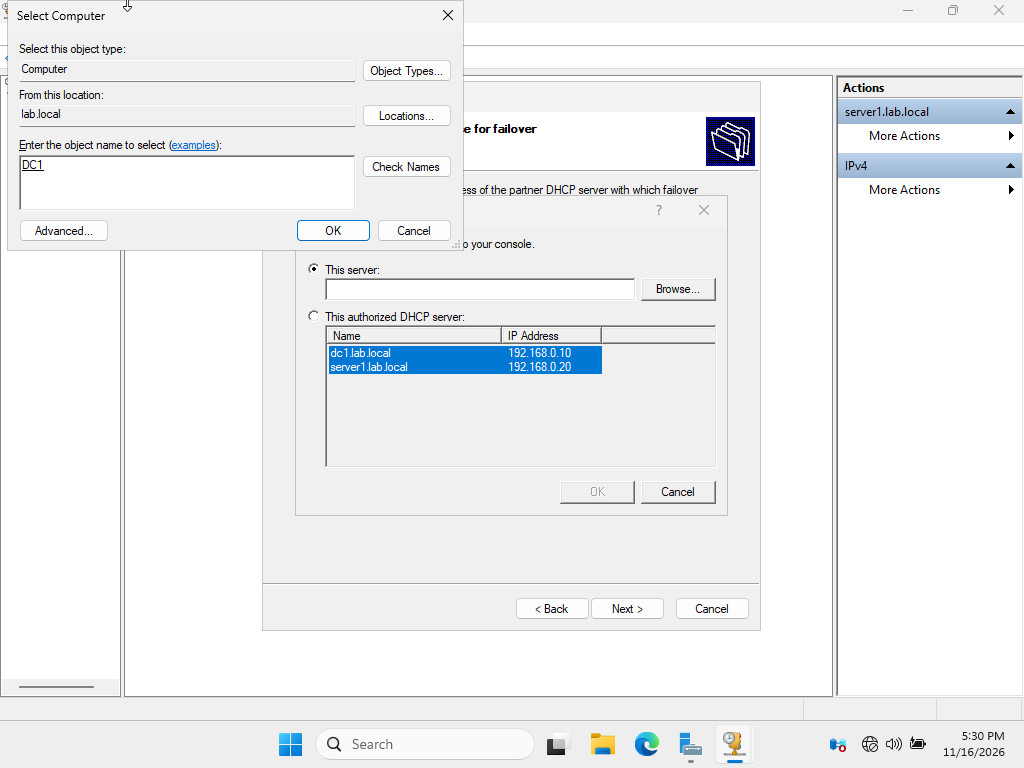 Select Computer
Select this object type:
Computer
Object Types...
From this location:
lab.local
Locations...
Enter the object name to select (examples):
DC1
Check Names
Advanced...
OK
Cancel
e for failover
ess of the partner DHCP server with which failover
?
o your console.
This server:
Browse...
This authorized DHCP server:
Name IP Address
dc1.lab.local 192.168.0.10
server1.lab.local 192.168.0.20
OK
Cancel
< Back
Next >
Cancel
Actions
server1.lab.local
More Actions
IPv4
More Actions
Search
5:30 PM
11/16/2026